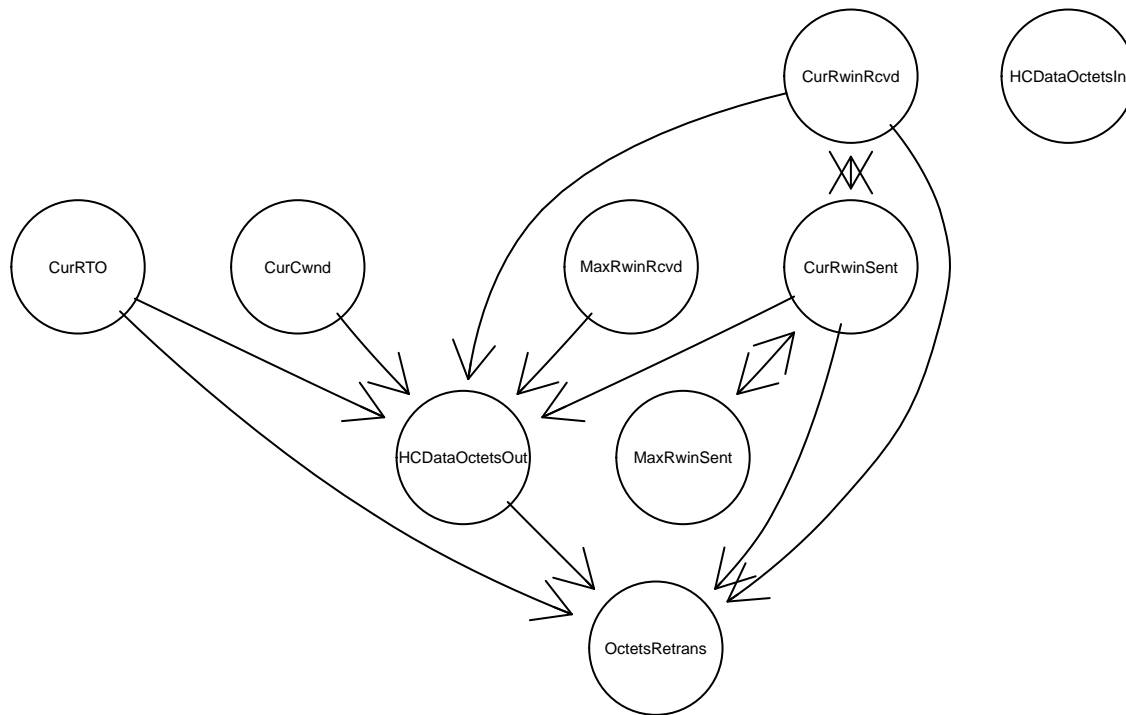 CurRwinRcvd
HCDataOctetsIn
CurRTO
CurCwnd
MaxRwinRcvd
CurRwinSent
HCDataOctetsOut
MaxRwinSent
OctetsRetrans